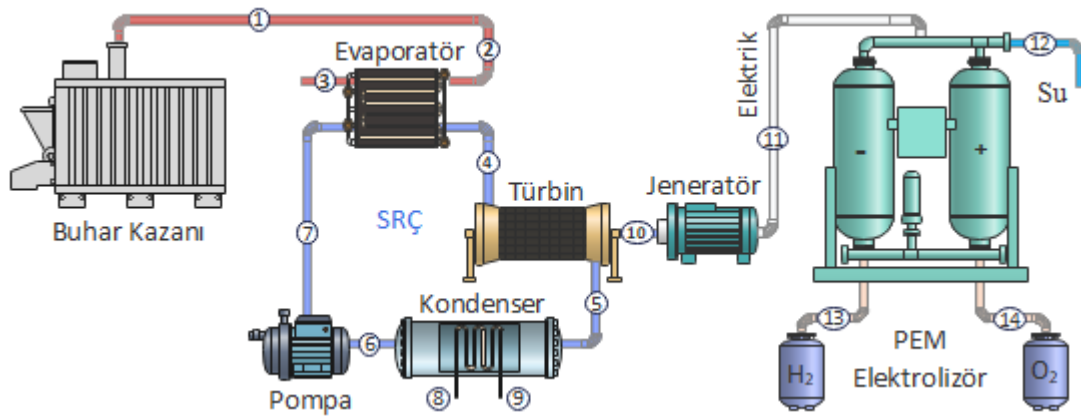 1
Evaporatör
2
3
Buhar Kazanı
4
Türbin
SRÇ
7
Kondenser
5
6
Pompa
8
9
10
Jeneratör
Elektrik
11
12
Su
-
+
13
14
H₂
PEM
Elektrolizör
O₂